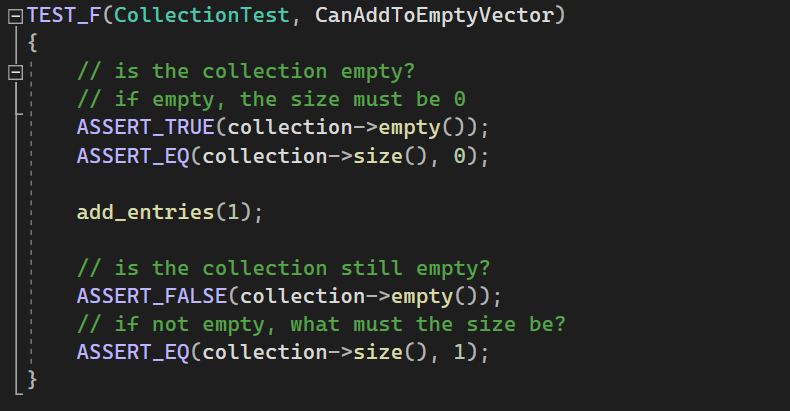 TEST_F(CollectionTest, CanAddToEmptyVector)
{
    // is the collection empty?
    // if empty, the size must be 0
    ASSERT_TRUE(collection->empty());
    ASSERT_EQ(collection->size(), 0);

    add_entries(1);

    // is the collection still empty?
    ASSERT_FALSE(collection->empty());
    // if not empty, what must the size be?
    ASSERT_EQ(collection->size(), 1);
}